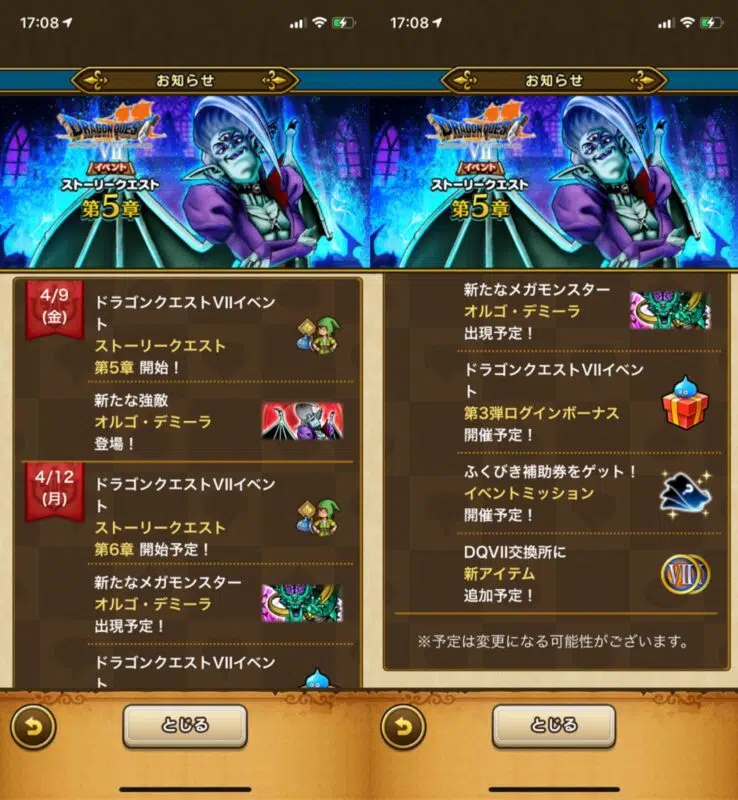 17:08
お知らせ
DRAGON QUEST
VII
イベント
ストーリークエスト
第5章
4/9
(金)
ドラゴンクエストVIIイベン
ト
ストーリークエスト
第5章 開始！
新たな強敵
オルゴ・デミーラ
登場！
4/12
(月)
ドラゴンクエストVIIイベン
ト
ストーリークエスト
第6章 開始予定！
新たなメガモンスター
オルゴ・デミーラ
出現予定！
ドラゴンクエストVIIイベン
ト
とじる
17:08
お知らせ
DRAGON QUEST
VII
イベント
ストーリークエスト
第5章
新たなメガモンスター
オルゴ・デミーラ
出現予定！
ドラゴンクエストVIIイベン
ト
第3弾ログインボーナス
開催予定！
ふくびき補助券をゲット！
イベントミッション
開催予定！
DQVII交換所に
新アイテム
追加予定！
VII
※予定は変更になる可能性がございます。
とじる